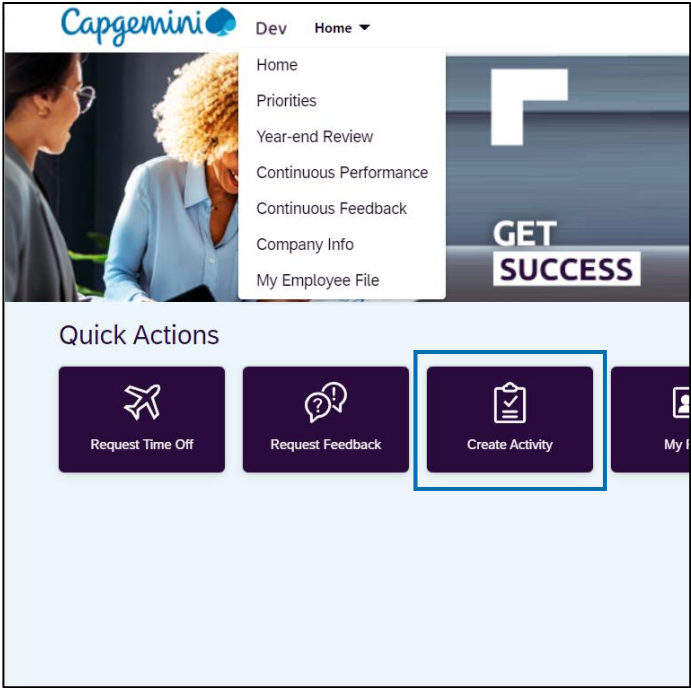 Capgemini Dev Home
Home
Priorities
Year-end Review
Continuous Performance
Continuous Feedback
Company Info
My Employee File
GET
SUCCESS
Quick Actions
Request Time Off
Request Feedback
Create Activity
My